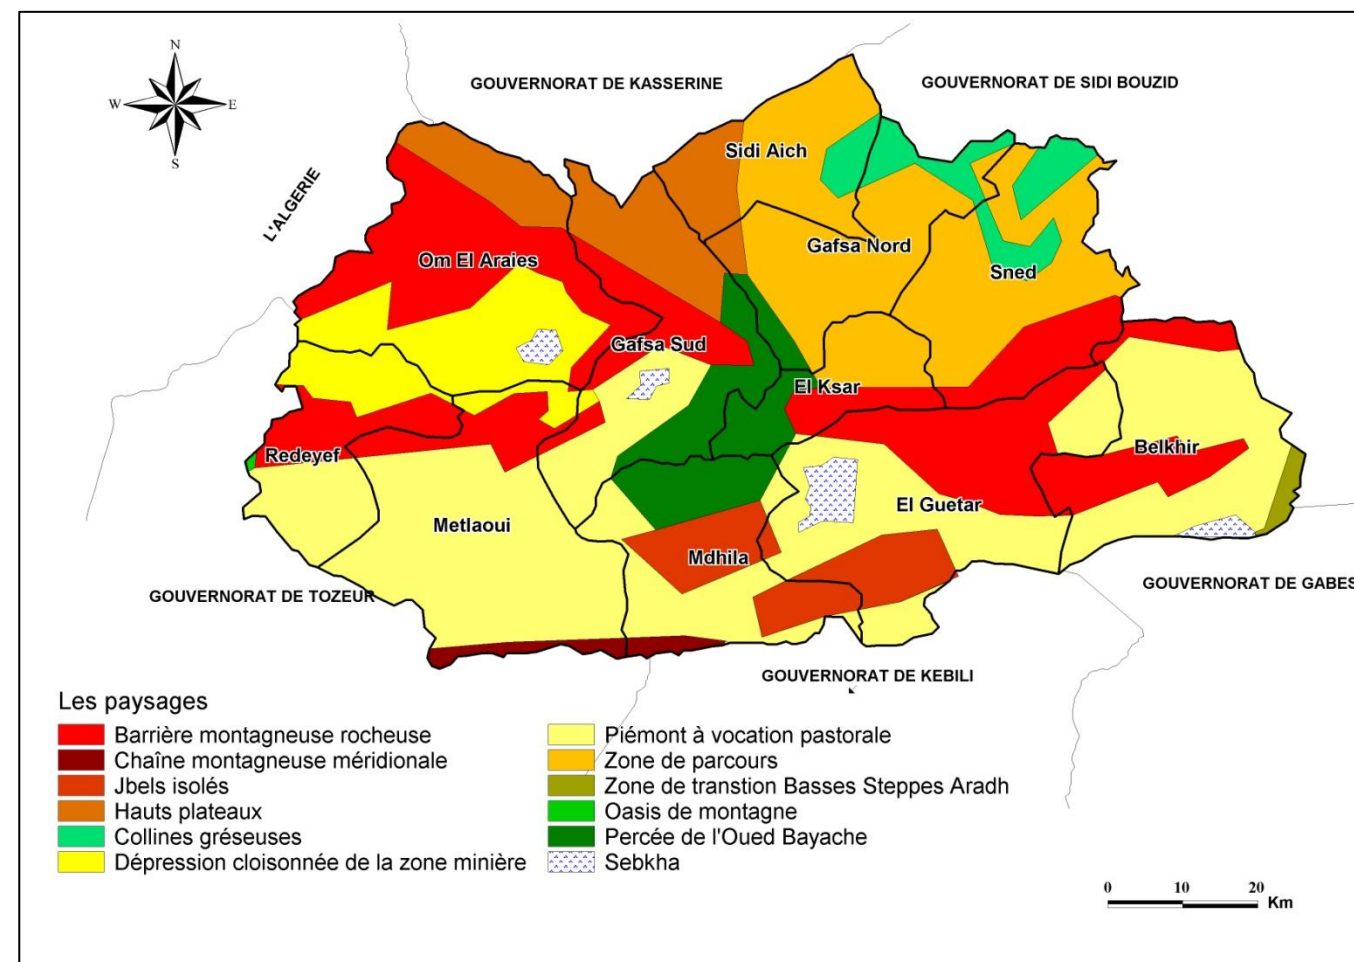 N
W
E
S
GOUVERNORAT DE KASSERINE
GOUVERNORAT DE SIDI BOUZID
L'ALGERIE
Sidi Aich
Gafsa Nord
Om El Araies
Sned
Gafsa Sud
El Ksar
Redeyef
Belkhir
Metlaoui
El Guetar
Mdhila
GOUVERNORAT DE TOZEUR
GOUVERNORAT DE GABES
GOUVERNORAT DE KEBILI
Les paysages
Barrière montagneuse rocheuse
Chaîne montagneuse méridionale
Jbels isolés
Hauts plateaux
Collines gréseuses
Dépression cloisonnée de la zone minière
Piémont à vocation pastorale
Zone de parcours
Zone de transtion Basses Steppes Aradh
Oasis de montagne
Percée de l'Oued Bayache
Sebkha
0 10 20
Km